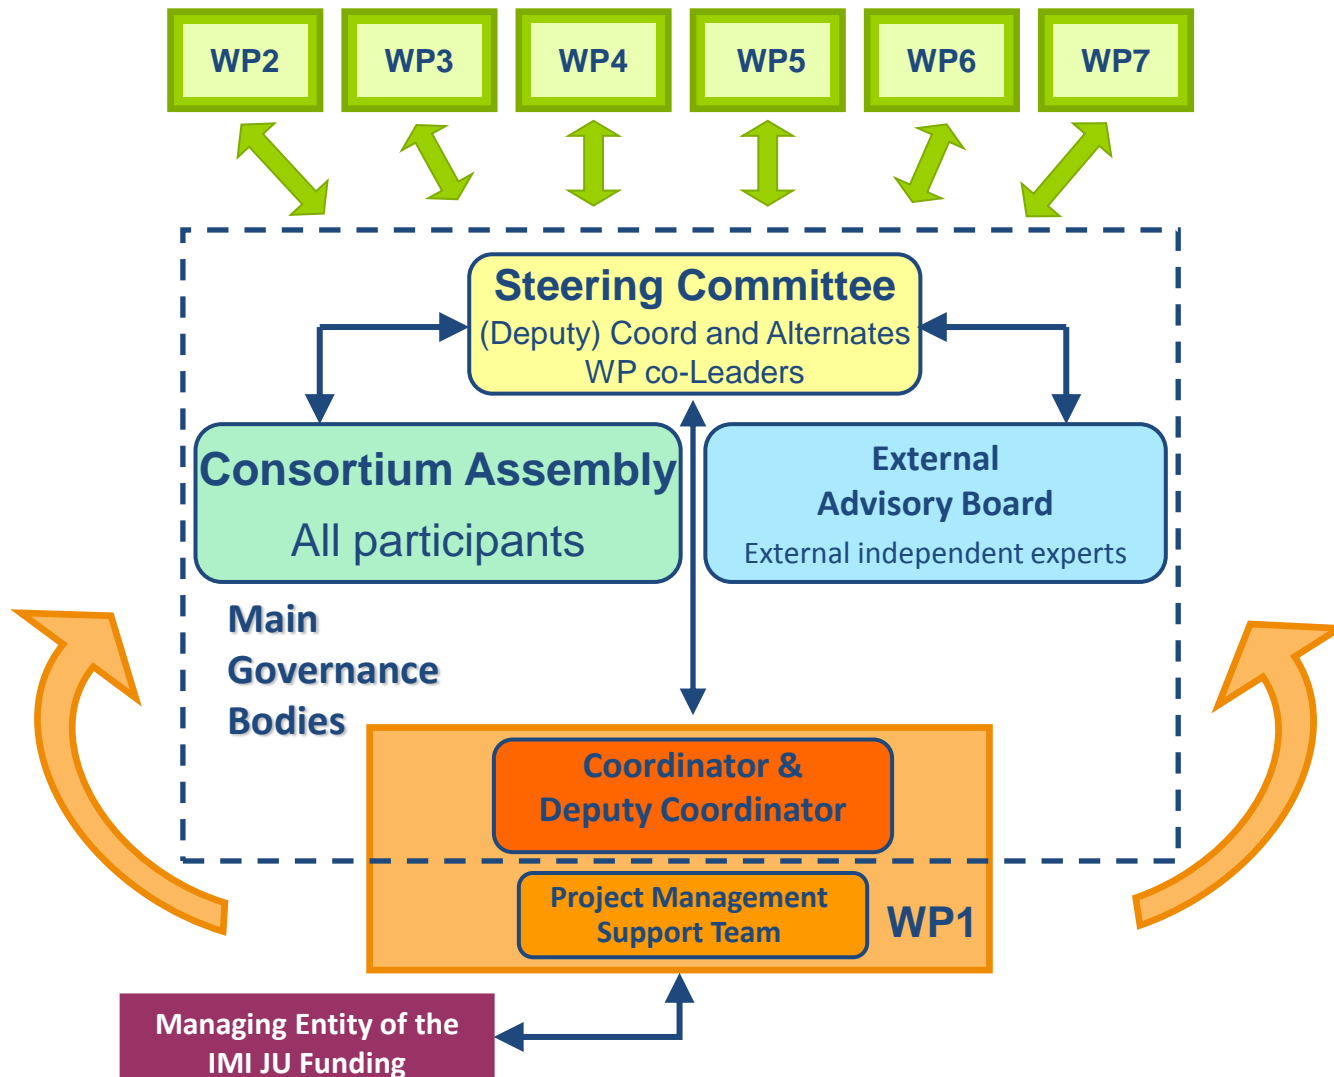 WP2
WP3
WP4
WP5
WP6
WP7
Steering Committee
(Deputy) Coord and Alternates
WP co-Leaders
Consortium Assembly
All participants
External
Advisory Board
External independent experts
Main
Governance
Bodies
Coordinator &
Deputy Coordinator
Project Management
Support Team
WP1
Managing Entity of the
IMI JU Funding